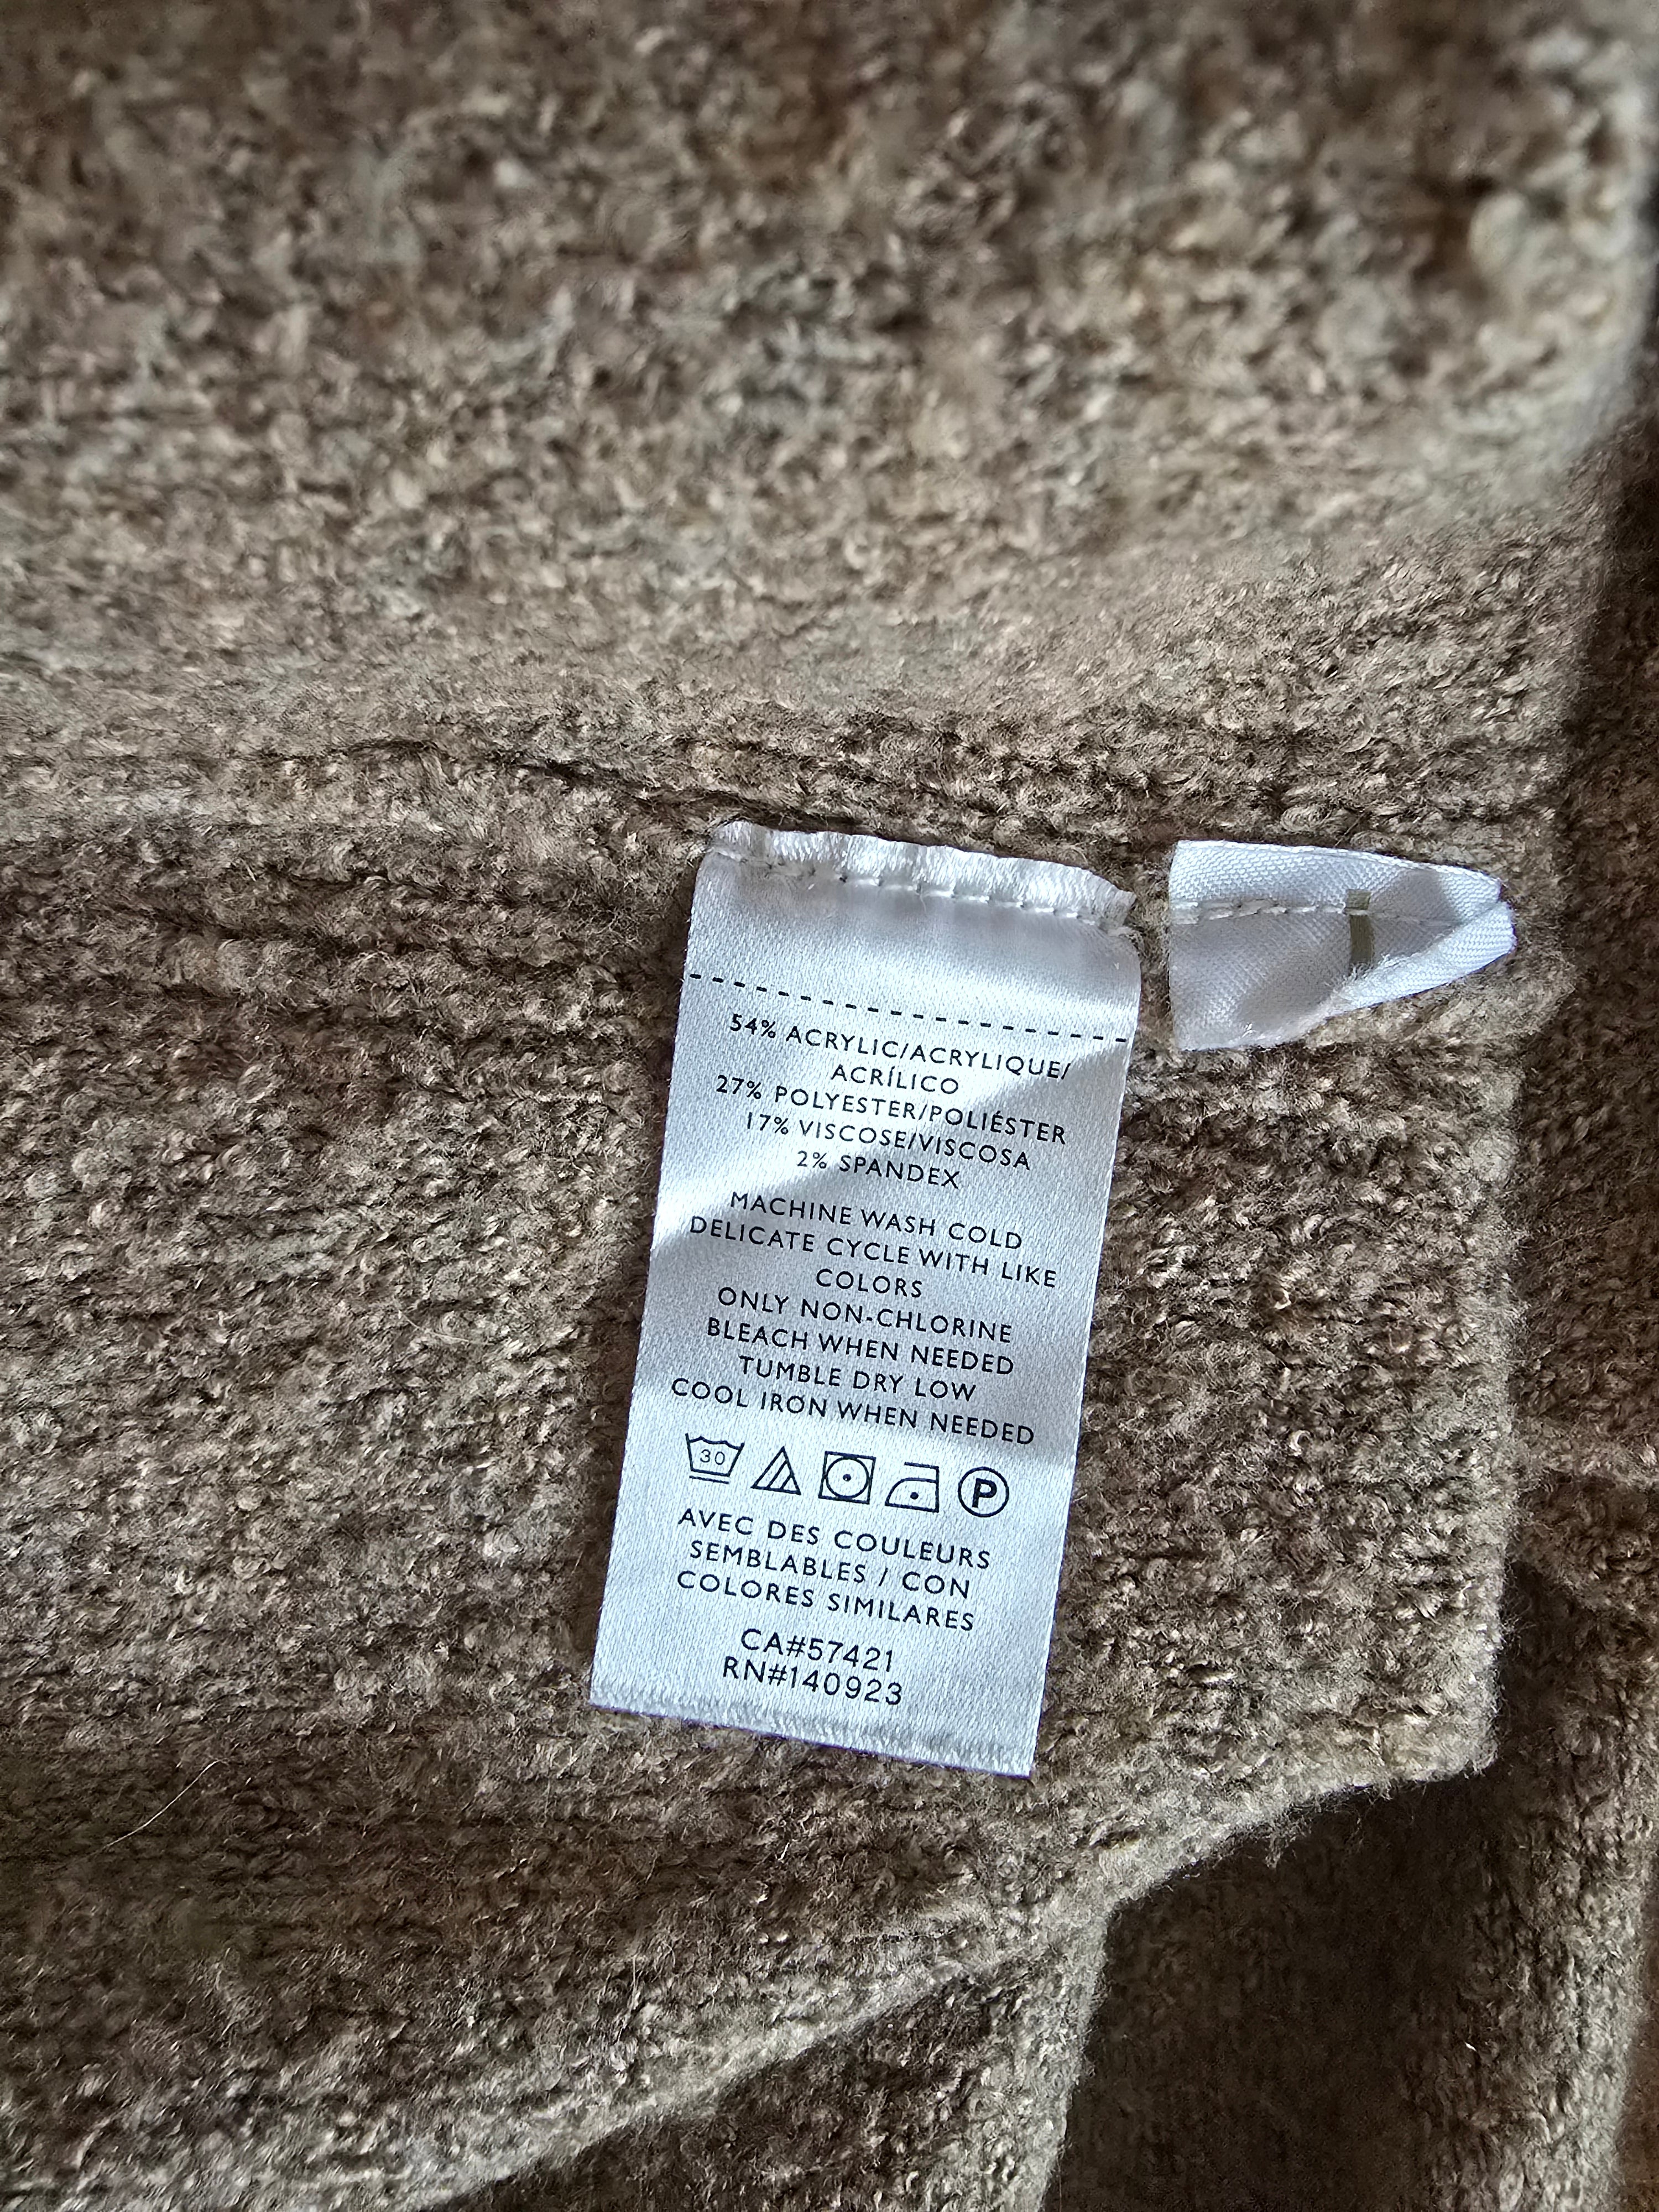 54% ACRYLIC/ACRYLIQUE/
ACRÍLICO
27% POLYESTER/POLIÉSTER
17% VISCOSE/VISCOSA
2% SPANDEX
MACHINE WASH COLD
DELICATE CYCLE WITH LIKE
COLORS
ONLY NON-CHLORINE
BLEACH WHEN NEEDED
TUMBLE DRY LOW
COOL IRON WHEN NEEDED
30 P
AVEC DES COULEURS
SEMBLABLES / CON
COLORES SIMILARES
CA#57421
RN#140923